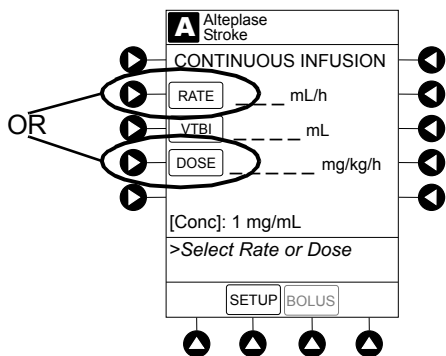 A Alteplase
Stroke
CONTINUOUS INFUSION
RATE _ _ _ mL/h
OR
VTBI _ _ _ _ mL
DOSE _ _ _ _ _ mg/kg/h
[Conc]: 1 mg/mL
>Select Rate or Dose
SETUP BOLUS